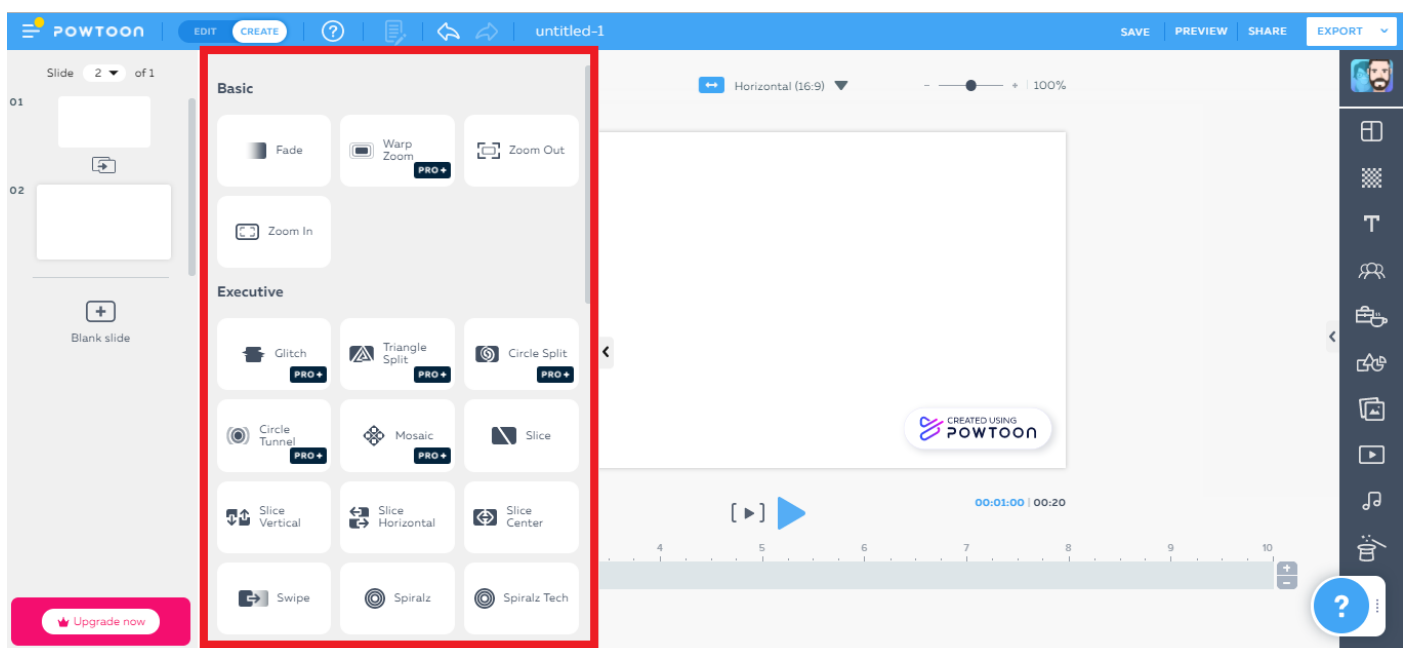 POWTOON
EDIT CREATE ? untitled-1 SAVE PREVIEW SHARE EXPORT
Slide 2 of 1
01
02
Blank slide
Upgrade now
Basic
Fade
Warp
Zoom
PRO+
Zoom Out
Zoom In
Executive
Glitch
PRO+
Triangle
Split
PRO+
Circle Split
PRO+
Circle
Tunnel
PRO+
Mosaic
PRO+
Slice
Slice
Vertical
Slice
Horizontal
Slice
Center
Swipe
Spiralz
Spiralz Tech
Horizontal (16:9) - + 100%
CREATED USING
POWTOON
00:01:00 00:20
4 5 6 7 8 9 10
+
-
T
?